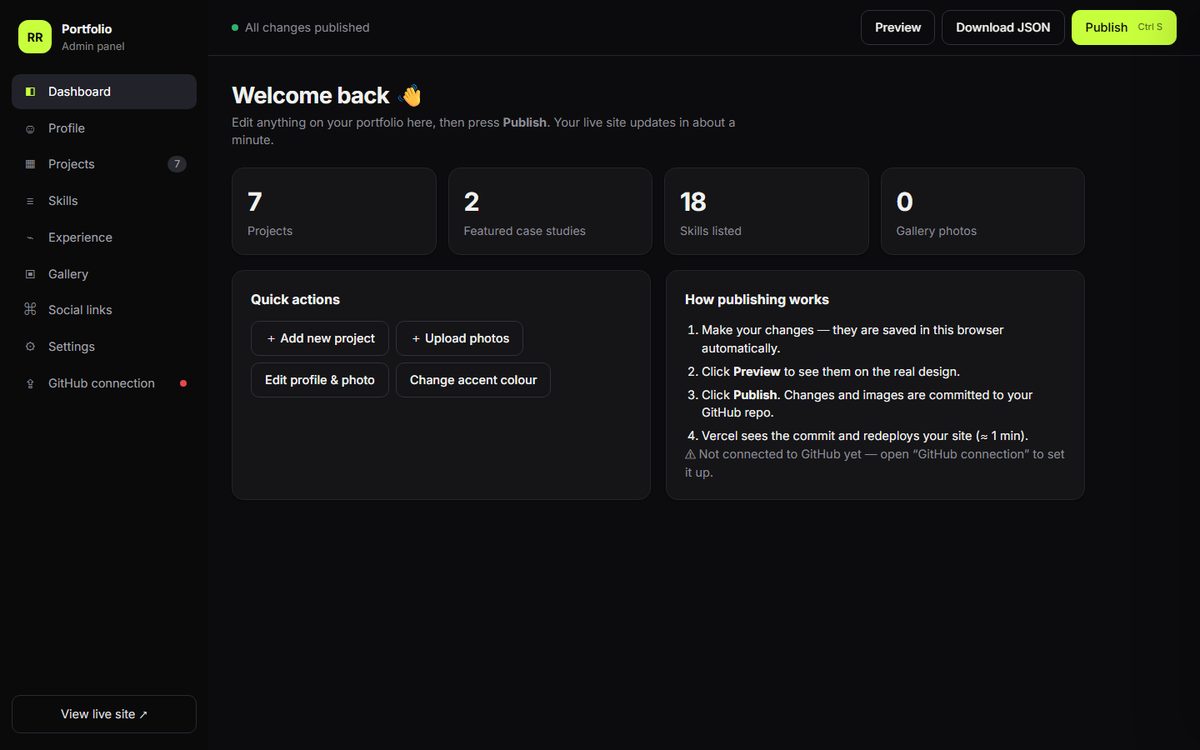 RR
Portfolio
Admin panel
Dashboard
Profile
Projects
7
Skills
Experience
Gallery
Social links
Settings
GitHub connection
View live site ↗
All changes published
Preview
Download JSON
Publish Ctrl S
Welcome back 👋
Edit anything on your portfolio here, then press Publish. Your live site updates in about a
minute.
7
Projects
2
Featured case studies
18
Skills listed
0
Gallery photos
Quick actions
+ Add new project
+ Upload photos
Edit profile & photo
Change accent colour
How publishing works
1. Make your changes — they are saved in this browser
automatically.
2. Click Preview to see them on the real design.
3. Click Publish. Changes and images are committed to your
GitHub repo.
4. Vercel sees the commit and redeploys your site (≈ 1 min).
⚠ Not connected to GitHub yet — open “GitHub connection” to set
it up.